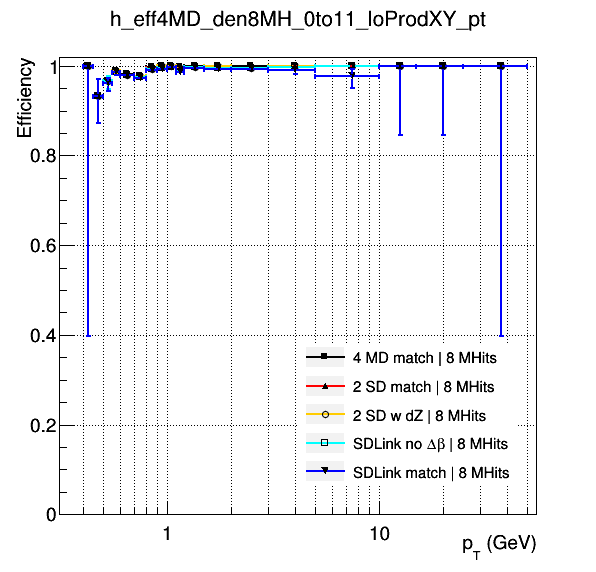 h_eff4MD_den8MH_0to11_loProdXY_pt
Efficiency
1
0.8
0.6
0.4
0.2
0
4 MD match | 8 MHits
2 SD match | 8 MHits
2 SD w dZ | 8 MHits
SDLink no Δβ | 8 MHits
SDLink match | 8 MHits
1 10
p_T (GeV)